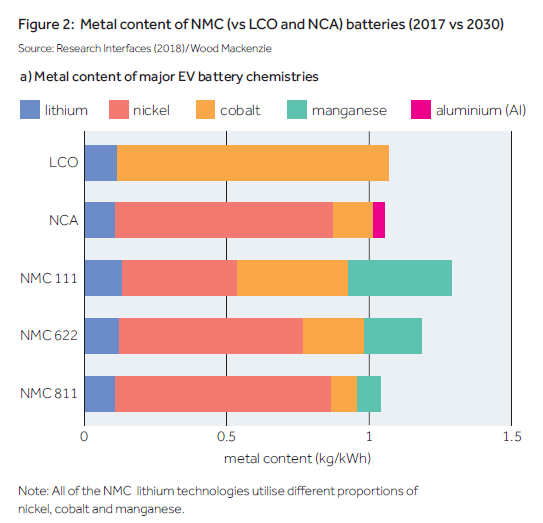 Figure 2: Metal content of NMC (vs LCO and NCA) batteries (2017 vs 2030)
Source: Research Interfaces (2018)/Wood Mackenzie
a) Metal content of major EV battery chemistries
lithium nickel cobalt manganese aluminium (Al)
LCO
NCA
NMC 111
NMC 622
NMC 811
0 0.5 1 1.5
metal content (kg/kWh)
Note: All of the NMC lithium technologies utilise different proportions of
nickel, cobalt and manganese.